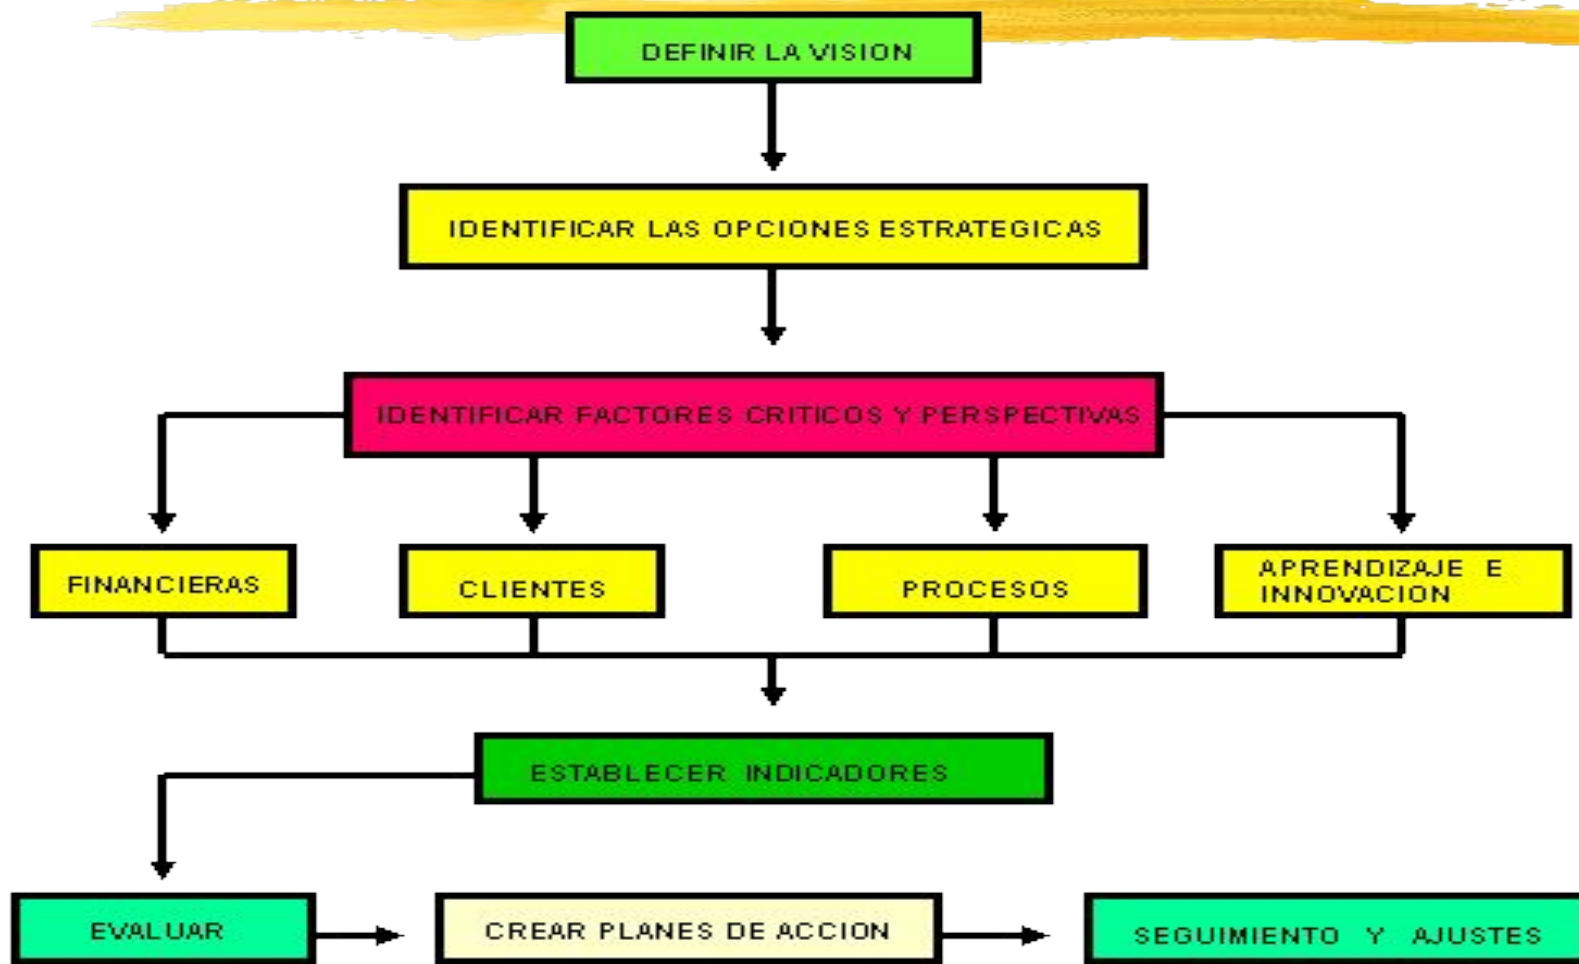 DEFINIR LA VISION
IDENTIFICAR LAS OPCIONES ESTRATEGICAS
IDENTIFICAR FACTORES CRITICOS Y PERSPECTIVAS
FINANCIERAS
CLIENTES
PROCESOS
APRENDIZAJE E
INNOVACION
ESTABLECER INDICADORES
EVALUAR
CREAR PLANES DE ACCION
SEGUIMIENTO Y AJUSTES